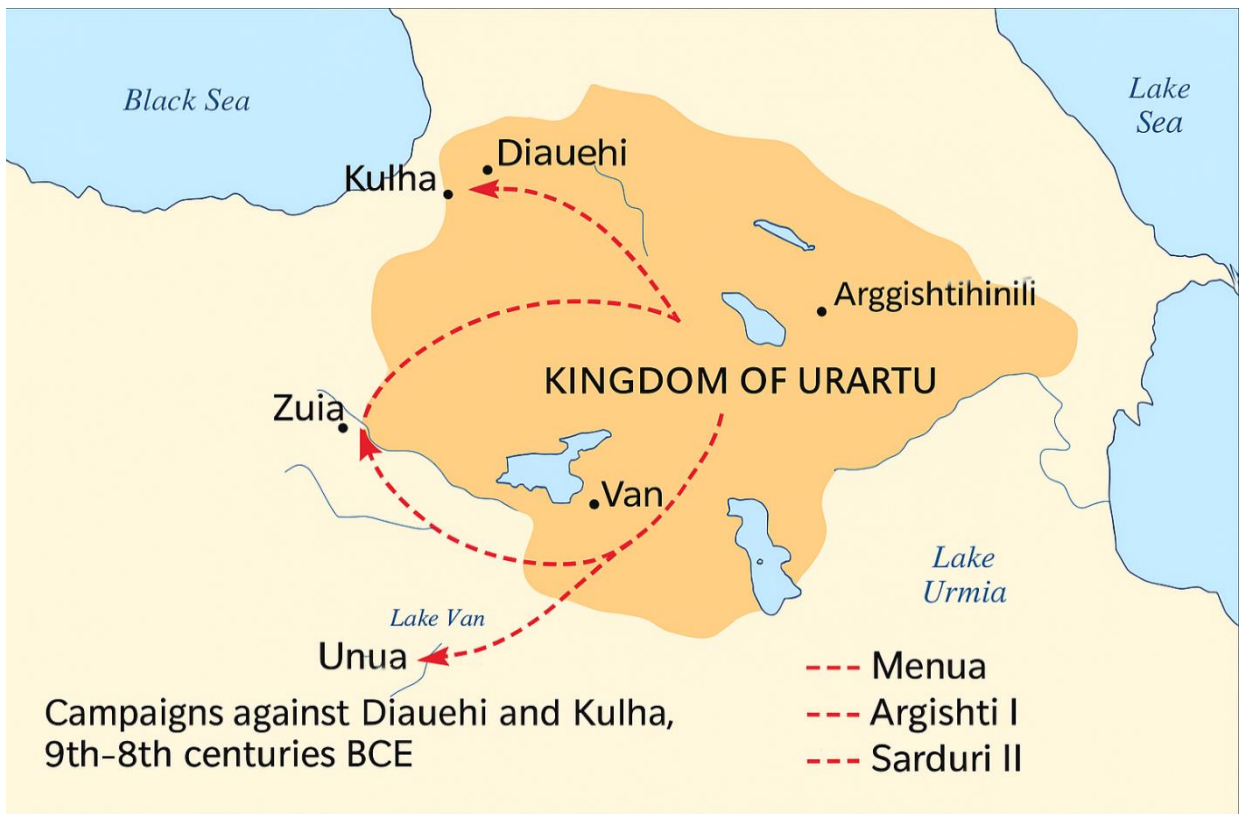 Black Sea
Lake
Sea
Diauehi
Kulha
Arggishtihinili
KINGDOM OF URARTU
Zuia
Van
Lake
Urmia
Lake Van
Unua
Campaigns against Diauehi and Kulha,
9th–8th centuries BCE
Menua
Argishti I
Sarduri II